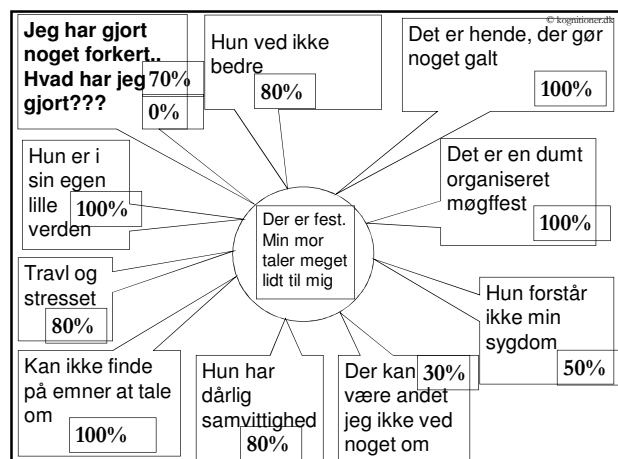 © kognitioner.dk
Jeg har gjort
noget forkert..
Hvad har jeg
gjort???
70%
0%
Hun ved ikke
bedre
80%
Det er hende, der gør
noget galt
100%
Hun er i
sin egen
lille
verden
100%
Der er fest.
Min mor
taler meget
lidt til mig
Det er en dumt
organiseret
møgffest
100%
Travl og
stresset
80%
Hun forstår
ikke min
sygdom
50%
Kan ikke finde
på emner at tale
om
100%
Hun har
dårlig
samvittighed
80%
Der kan
være andet
jeg ikke ved
noget om
30%